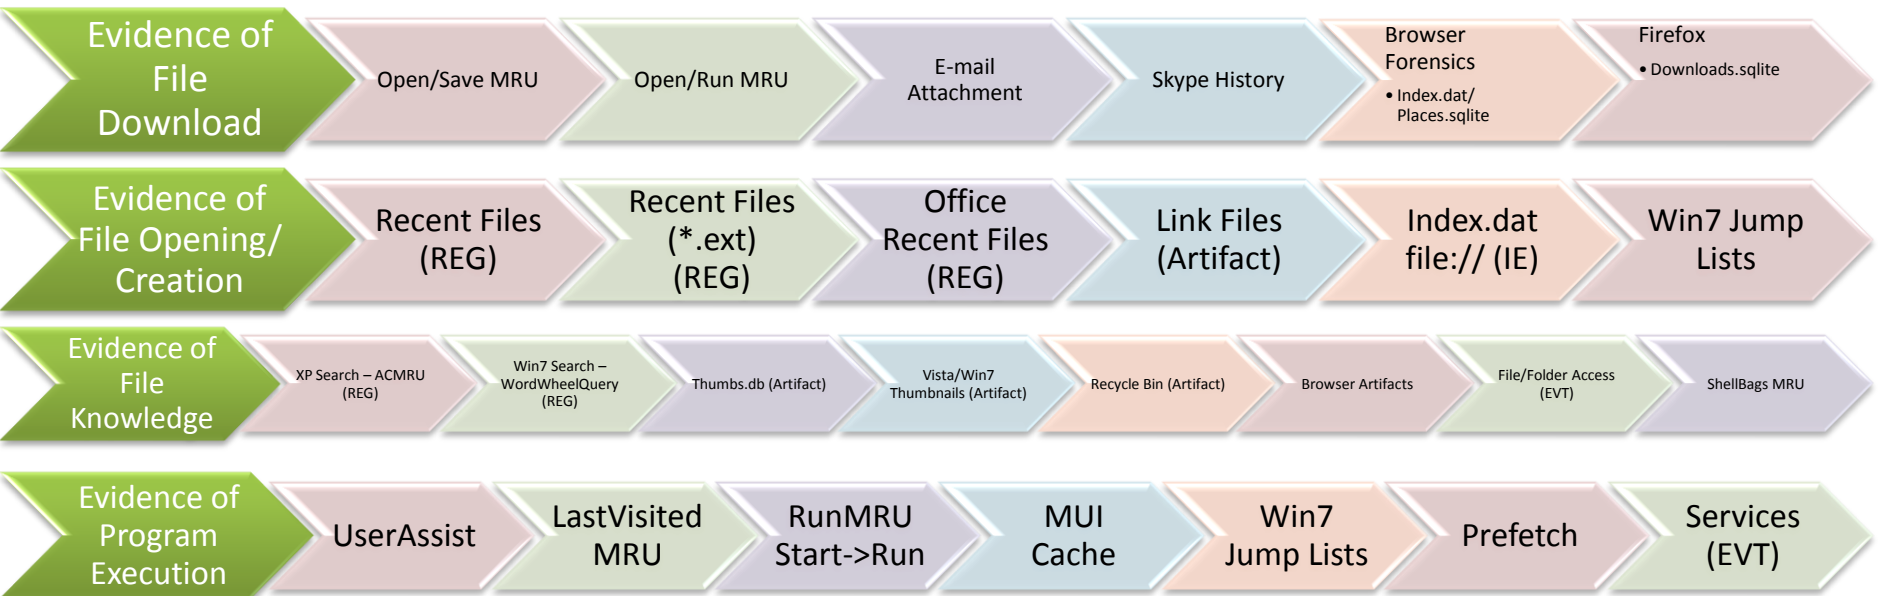 Evidence of
File
Download
Open/Save MRU
Open/Run MRU
E-mail
Attachment
Skype History
Browser
Forensics
• Index.dat/
Places.sqlite
Firefox
• Downloads.sqlite
Evidence of
File Opening/
Creation
Recent Files
(REG)
Recent Files
(*.ext)
(REG)
Office
Recent Files
(REG)
Link Files
(Artifact)
Index.dat
file:// (IE)
Win7 Jump
Lists
Evidence of
File
Knowledge
XP Search – ACMRU
(REG)
Win7 Search –
WordWheelQuery
(REG)
Thumbs.db (Artifact)
Vista/Win7
Thumbnails (Artifact)
Recycle Bin (Artifact)
Browser Artifacts
File/Folder Access
(EVT)
ShellBags MRU
Evidence of
Program
Execution
UserAssist
LastVisited
MRU
RunMRU
Start->Run
MUI
Cache
Win7
Jump Lists
Prefetch
Services
(EVT)